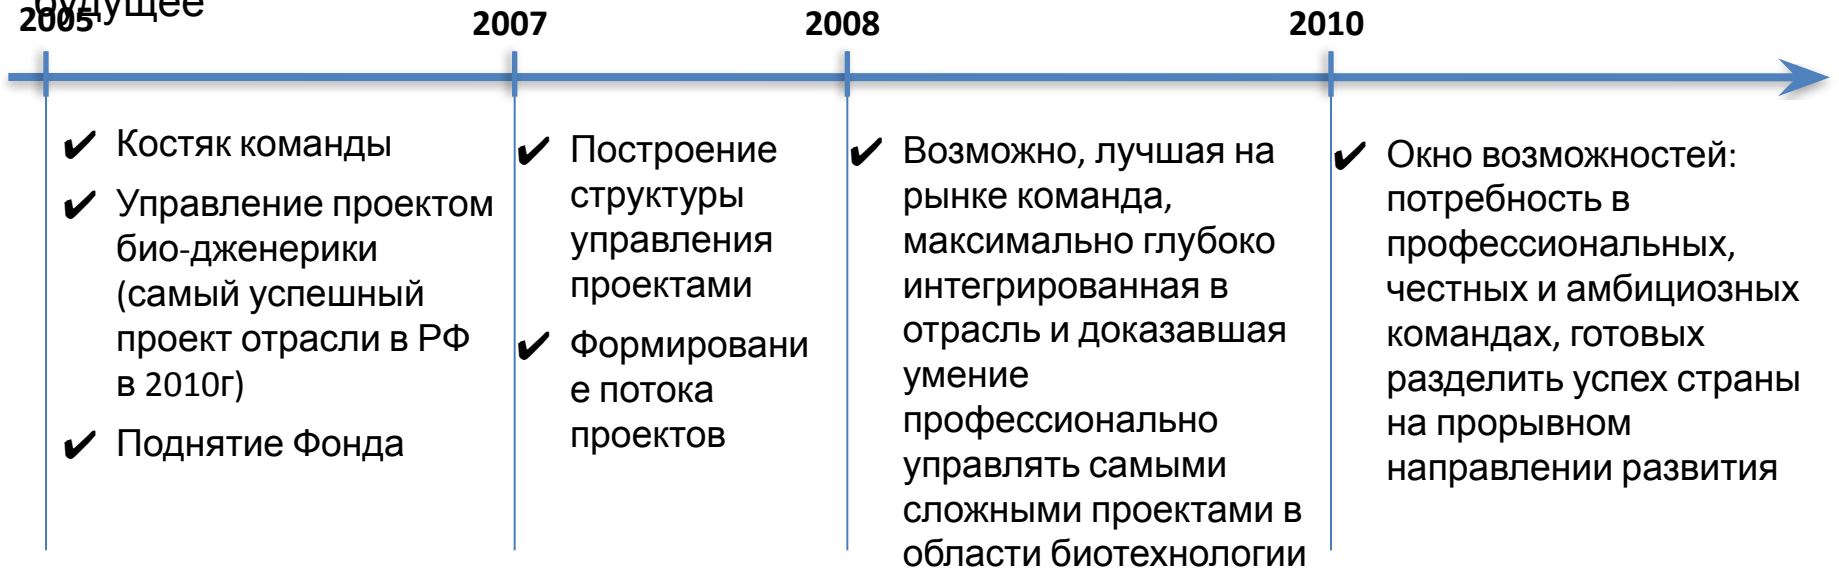 будущее
2005
2007
2008
2010
✔ Костяк команды
✔ Управление проектом
био-дженерики
(самый успешный
проект отрасли в РФ
в 2010г)
✔ Поднятие Фонда
✔ Построение
структуры
управления
проектами
✔ Формировани
е потока
проектов
✔ Возможно, лучшая на
рынке команда,
максимально глубоко
интегрированная в
отрасль и доказавшая
умение
профессионально
управлять самыми
сложными проектами в
области биотехнологии
✔ Окно возможностей:
потребность в
профессиональных,
честных и амбициозных
командах, готовых
разделить успех страны
на прорывном
направлении развития